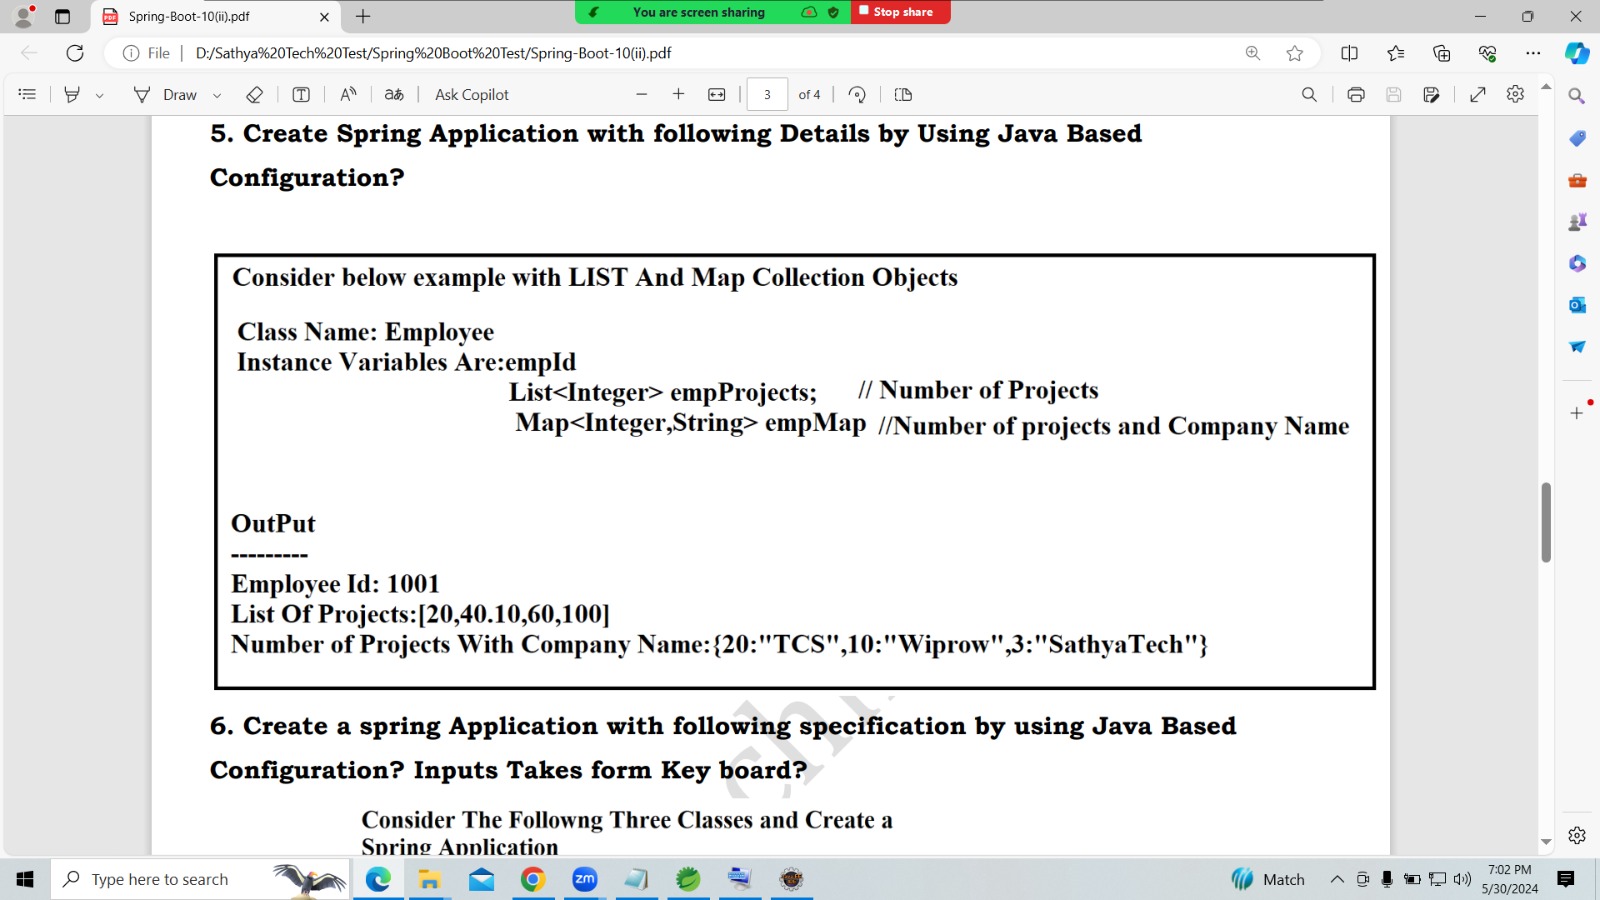 Spring-Boot-10(ii).pdf
You are screen sharing
Stop share
File
D:/Sathya%20Tech%20Test/Spring%20Boot%20Test/Spring-Boot-10(ii).pdf
Draw
Ask Copilot
3
of 4
5. Create Spring Application with following Details by Using Java Based
Configuration?
Consider below example with LIST And Map Collection Objects
Class Name: Employee
Instance Variables Are:empId
List<Integer> empProjects; // Number of Projects
Map<Integer,String> empMap //Number of projects and Company Name
OutPut
---------
Employee Id: 1001
List Of Projects:[20,40.10,60,100]
Number of Projects With Company Name:{20:"TCS",10:"Wiprow",3:"SathyaTech"}
6. Create a spring Application with following specification by using Java Based
Configuration? Inputs Takes form Key board?
Consider The Followng Three Classes and Create a
Spring Application
Type here to search
zm
Match
7:02 PM
5/30/2024